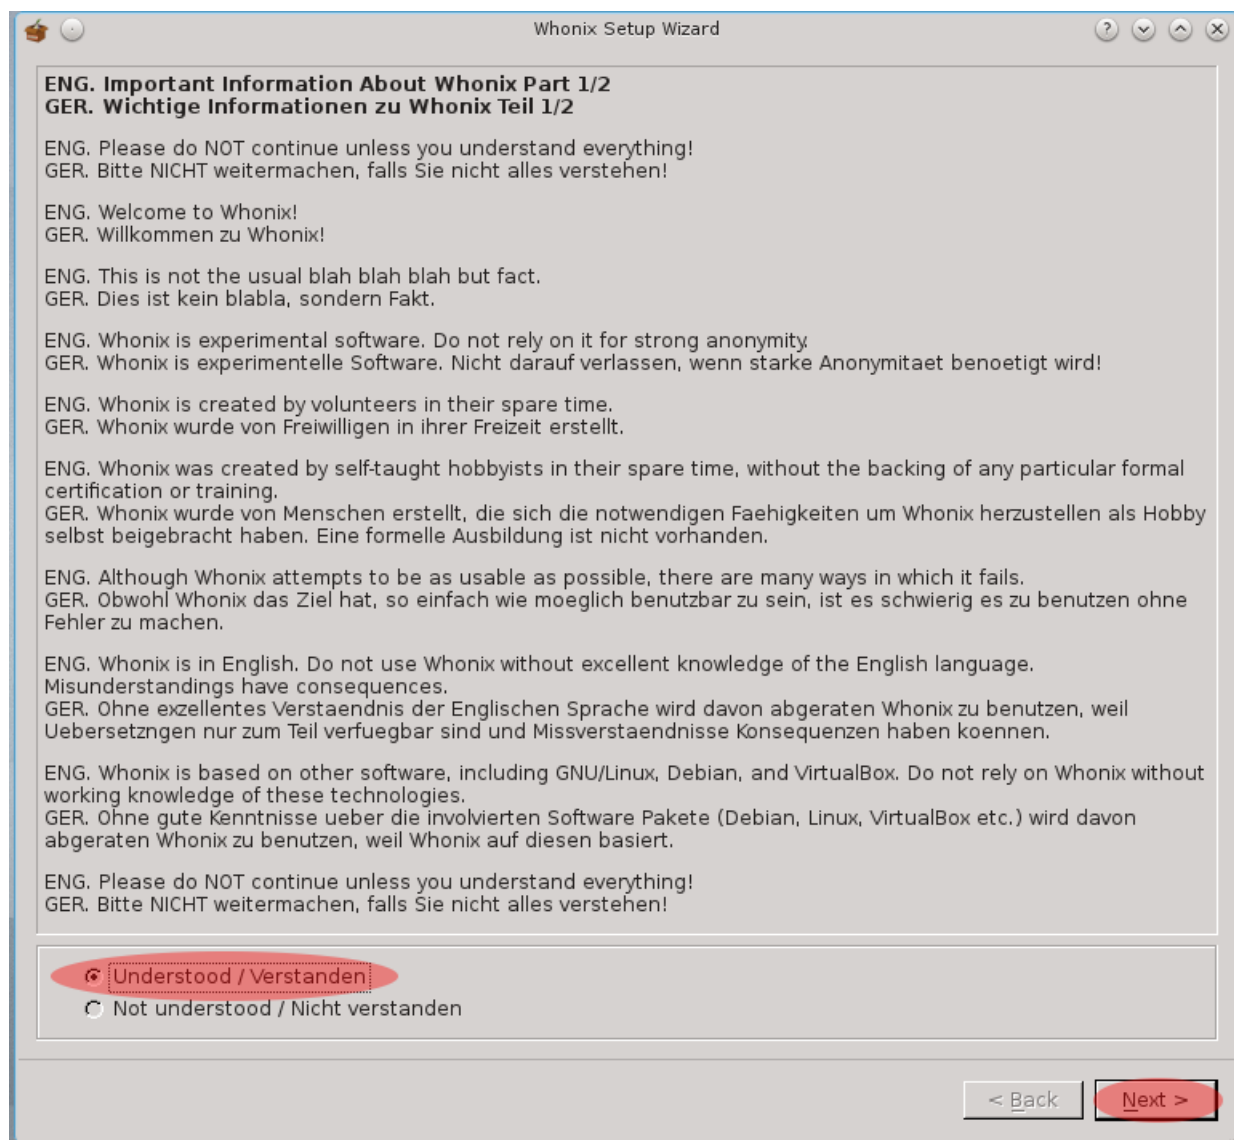 Whonix Setup Wizard
ENG. Important Information About Whonix Part 1/2
GER. Wichtige Informationen zu Whonix Teil 1/2
ENG. Please do NOT continue unless you understand everything!
GER. Bitte NICHT weitermachen, falls Sie nicht alles verstehen!
ENG. Welcome to Whonix!
GER. Willkommen zu Whonix!
ENG. This is not the usual blah blah blah but fact.
GER. Dies ist kein blabla, sondern Fakt.
ENG. Whonix is experimental software. Do not rely on it for strong anonymity.
GER. Whonix is experimentelle Software. Nicht darauf verlassen, wenn starke Anonymitaet benoetigt wird!
ENG. Whonix is created by volunteers in their spare time.
GER. Whonix wurde von Freiwilligen in ihrer Freizeit erstellt.
ENG. Whonix was created by self-taught hobbyists in their spare time, without the backing of any particular formal
certification or training.
GER. Whonix wurde von Menschen erstellt, die sich die notwendigen Faehigkeiten um Whonix herzustellen als Hobby
selbst beigebracht haben. Eine formelle Ausbildung ist nicht vorhanden.
ENG. Although Whonix attempts to be as usable as possible, there are many ways in which it fails.
GER. Obwohl Whonix das Ziel hat, so einfach wie moeglich benutzbar zu sein, ist es schwierig es zu benutzen ohne
Fehler zu machen.
ENG. Whonix is in English. Do not use Whonix without excellent knowledge of the English language.
Misunderstandings have consequences.
GER. Ohne exzellentes Verstaendnis der Englischen Sprache wird davon abgeraten Whonix zu benutzen, weil
Uebersetzngen nur zum Teil verfuegbar sind und Missverstaendnisse Konsequenzen haben koennen.
ENG. Whonix is based on other software, including GNU/Linux, Debian, and VirtualBox. Do not rely on Whonix without
working knowledge of these technologies.
GER. Ohne gute Kenntnisse ueber die involvierten Software Pakete (Debian, Linux, VirtualBox etc.) wird davon
abgeraten Whonix zu benutzen, weil Whonix auf diesen basiert.
ENG. Please do NOT continue unless you understand everything!
GER. Bitte NICHT weitermachen, falls Sie nicht alles verstehen!
Understood / Verstanden
Not understood / Nicht verstanden
< Back
Next >